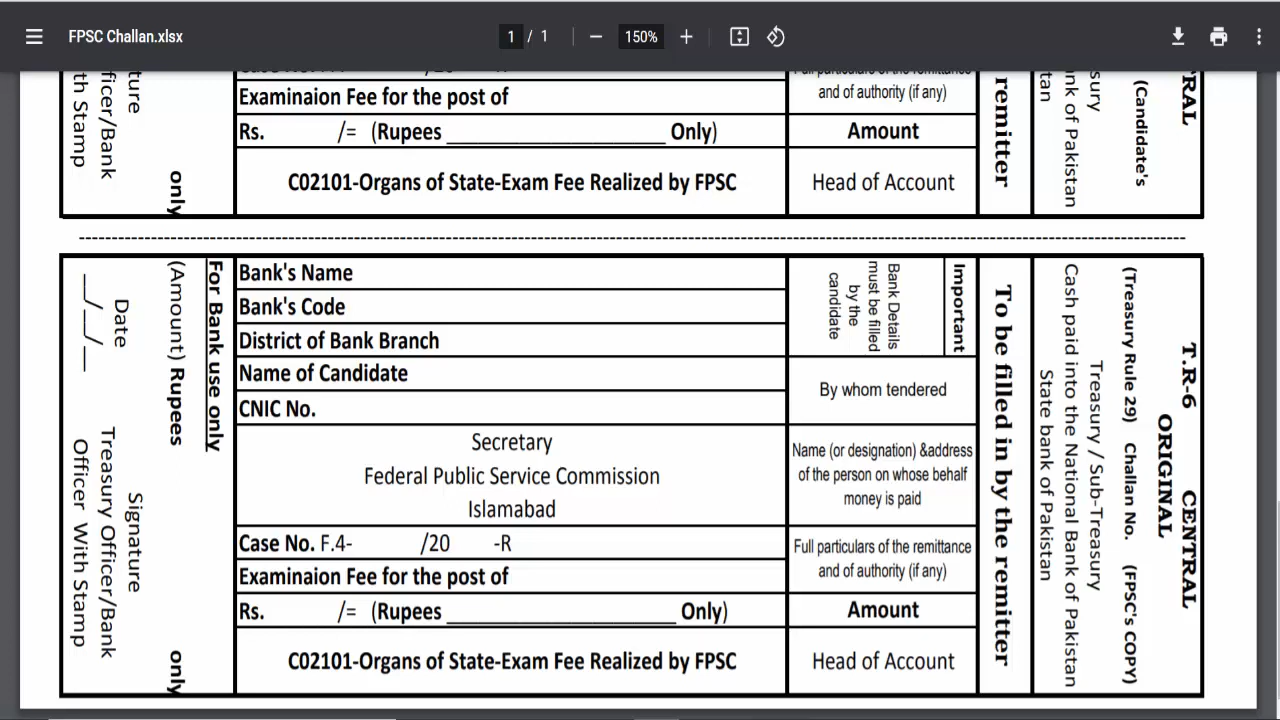 FPSC Challan.xlsx
1 / 1
150%
Examinaion Fee for the post of
and of authority (if any)
Rs. /= (Rupees ______________________ Only)
Amount
C02101-Organs of State-Exam Fee Realized by FPSC
Head of Account
only
th Stamp
ficer/Bank
remitter
(Candidate's
--------------------------------------------------------------------------------
Bank's Name
Bank's Code
District of Bank Branch
Name of Candidate
CNIC No.
Secretary
Federal Public Service Commission
Islamabad
Case No. F.4- /20 -R
Examinaion Fee for the post of
Rs. /= (Rupees _______________________ Only)
C02101-Organs of State-Exam Fee Realized by FPSC
Important
Bank Details
must be filled
by the
candidate
By whom tendered
Name (or designation) &address
of the person on whose behalf
money is paid
Full particulars of the remittance
and of authority (if any)
Amount
Head of Account
For Bank use only
(Amount) Rupees only
Date
__/__/__
Signature
Treasury Officer/Bank
Officer With Stamp
To be filled in by the remitter
T.R-6 CENTRAL
ORIGINAL
(Treasury Rule 29) Challan No. (FPSC's COPY)
Treasury / Sub-Treasury
Cash paid into the National Bank of Pakistan
State bank of Pakistan